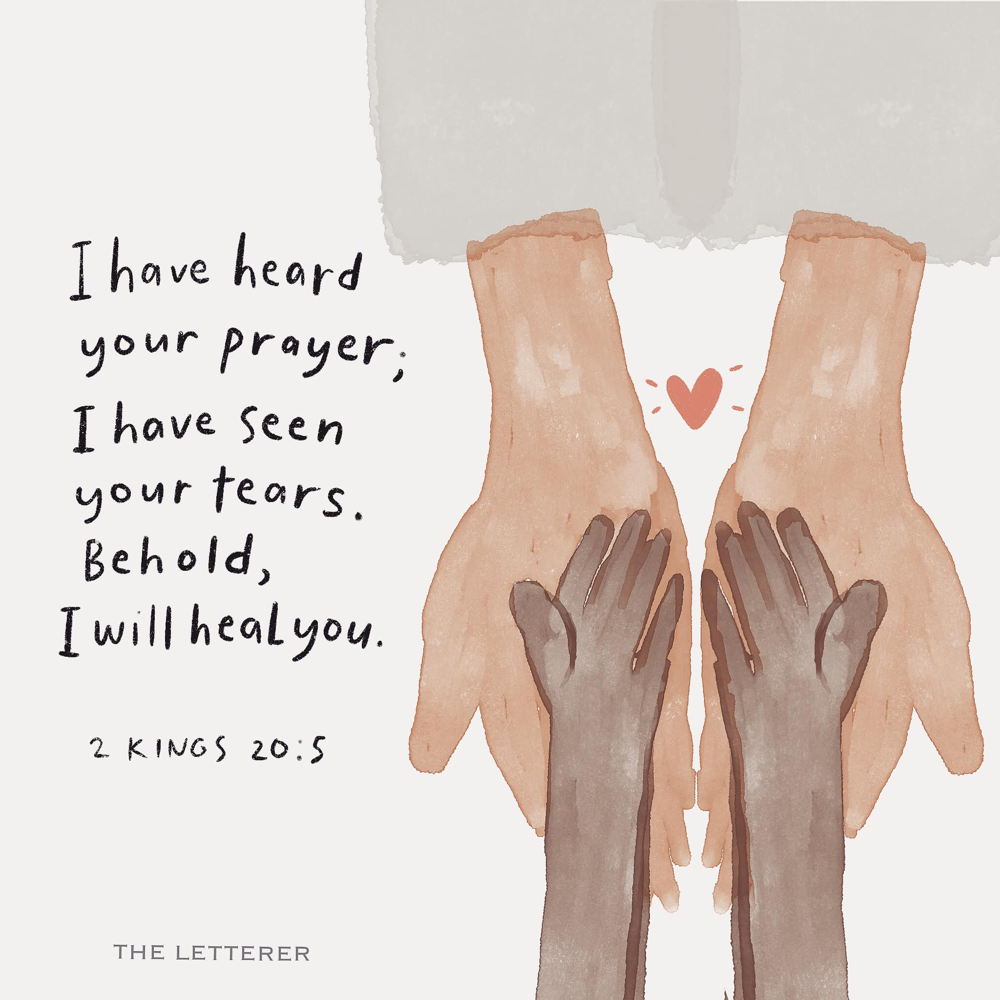 I have heard
your prayer;
I have seen
your tears.
Behold,
I will heal you.
2 KINGS 20:5
THE LETTERER